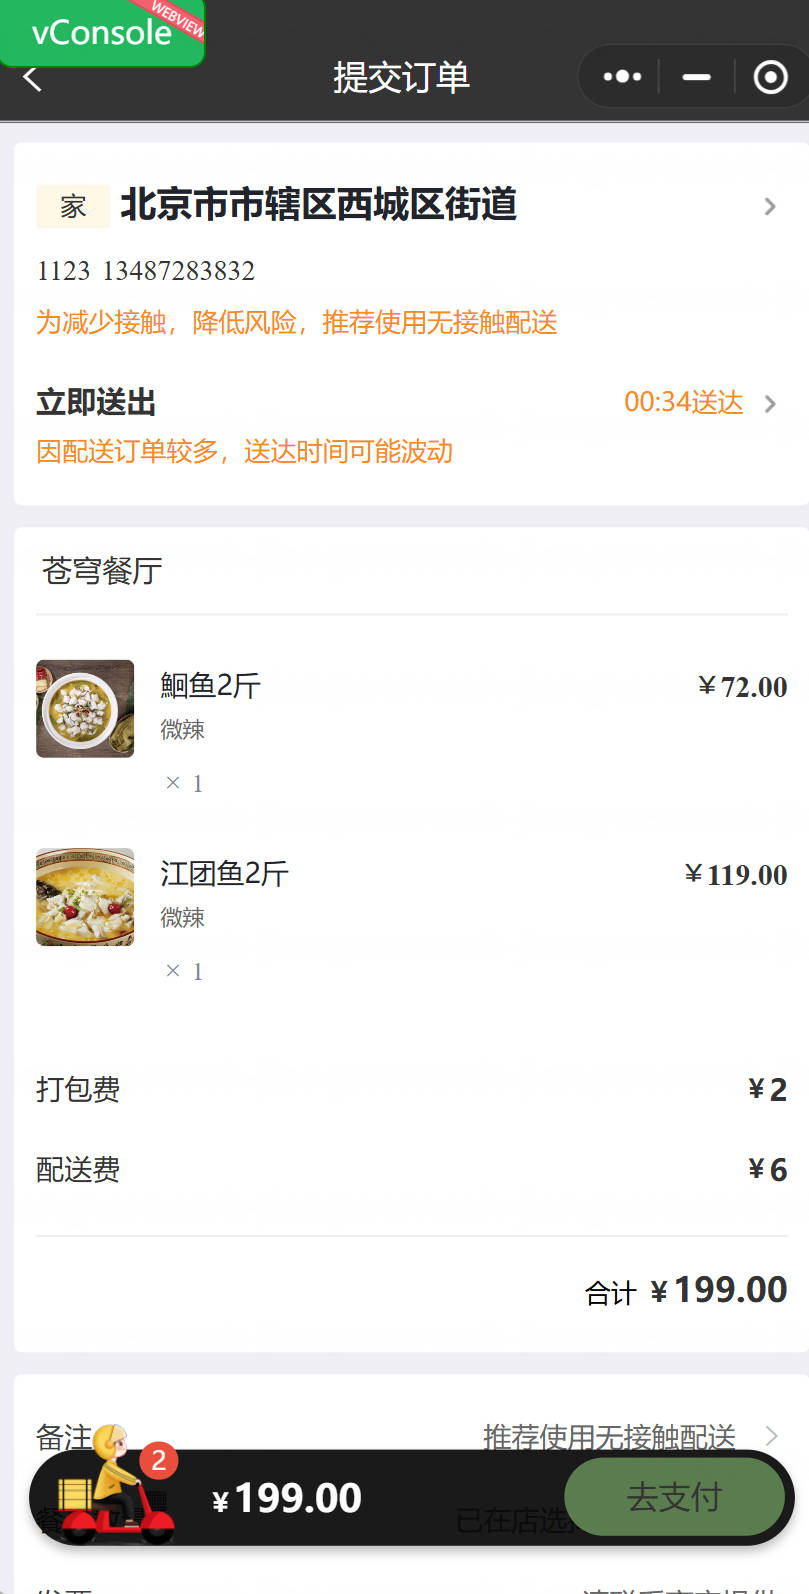 vConsole
WEBVIEW
提交订单
家 北京市市辖区西城区街道
1123 13487283832
为减少接触，降低风险，推荐使用无接触配送
立即送出 00:34送达
因配送订单较多，送达时间可能波动
苍穹餐厅
鮰鱼2斤 ￥72.00
微辣
× 1
江团鱼2斤 ￥119.00
微辣
× 1
打包费 ¥2
配送费 ¥6
合计 ¥199.00
备注 推荐使用无接触配送
2
¥199.00 去支付
已在店选